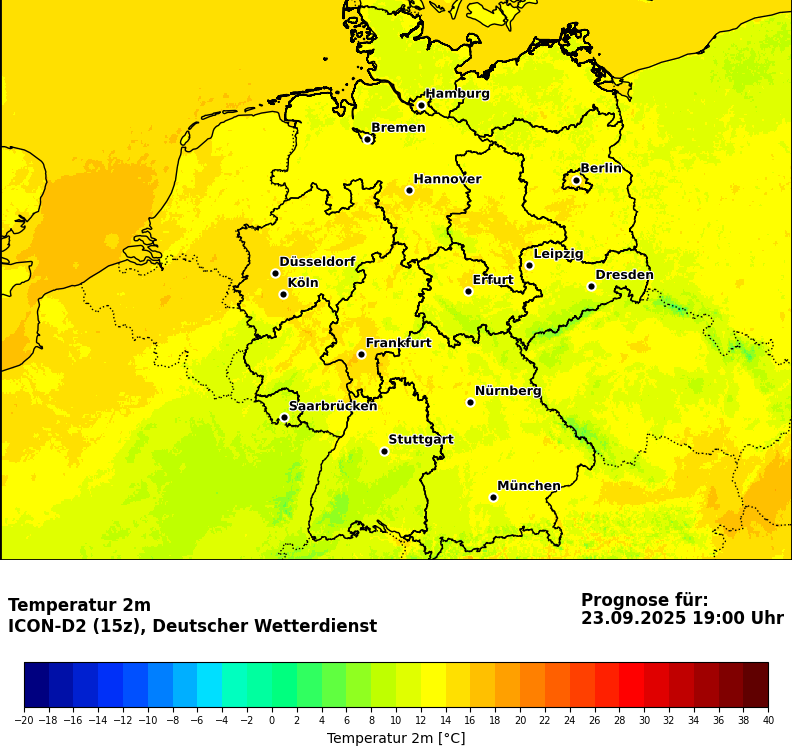 Hamburg
Bremen
Berlin
Hannover
Leipzig
Düsseldorf
Dresden
Köln
Erfurt
Frankfurt
Nürnberg
Saarbrücken
Stuttgart
München
Temperatur 2m
ICON-D2 (15z), Deutscher Wetterdienst
Prognose für:
23.09.2025 19:00 Uhr
−20 −18 −16 −14 −12 −10 −8 −6 −4 −2 0 2 4 6 8 10 12 14 16 18 20 22 24 26 28 30 32 34 36 38 40
Temperatur 2m [°C]